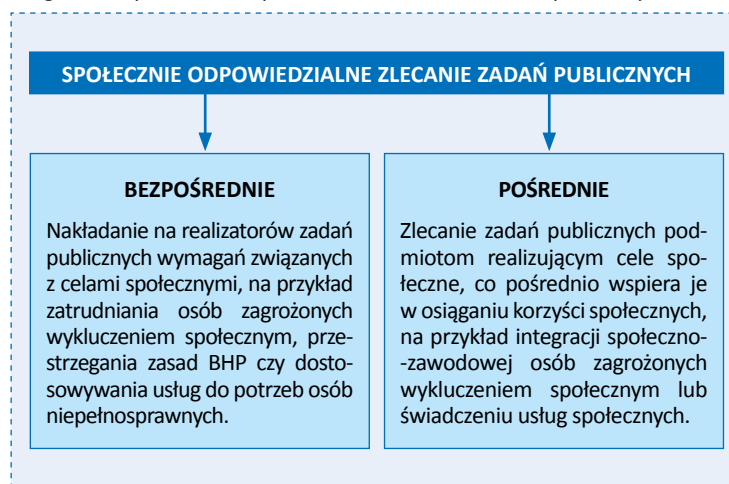 SPOŁECZNIE ODPOWIEDZIALNE ZLECANIE ZADAŃ PUBLICZNYCH
BEZPOŚREDNIE
Nakładanie na realizatorów zadań
publicznych wymagań związanych
z celami społecznymi, na przykład
zatrudniania osób zagrożonych
wykluczeniem społecznym, prze-
strzegania zasad BHP czy dosto-
sowywania usług do potrzeb osób
niepełnosprawnych.
POŚREDNIE
Zlecanie zadań publicznych pod-
miotom realizującym cele spo-
łeczne, co pośrednio wspiera je
w osiąganiu korzyści społecznych,
na przykład integracji społeczno-
-zawodowej osób zagrożonych
wykluczeniem społecznym lub
świadczeniu usług społecznych.